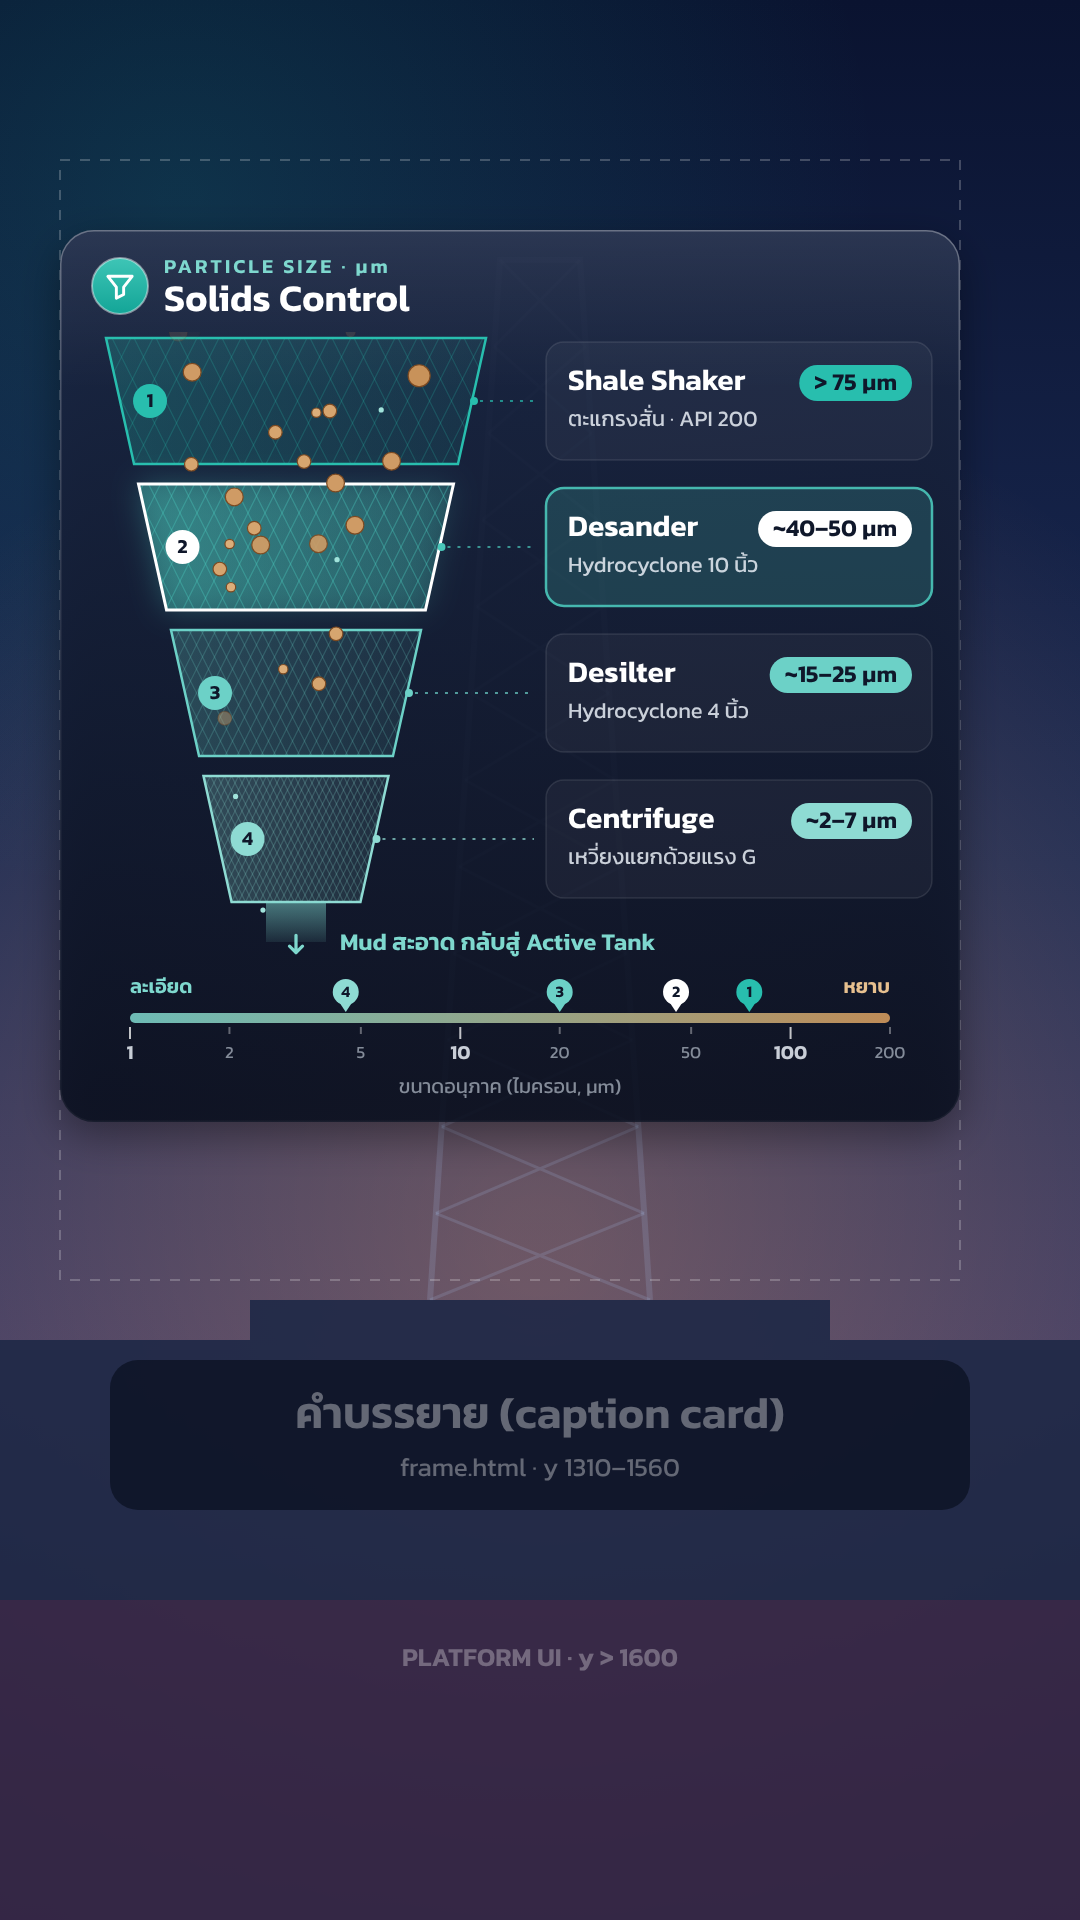 PARTICLE SIZE · µm
Solids Control
1
Shale Shaker
> 75 µm
ตะแกรงสั่น · API 200
2
Desander
~40–50 µm
Hydrocyclone 10 นิ้ว
3
Desilter
~15–25 µm
Hydrocyclone 4 นิ้ว
4
Centrifuge
~2–7 µm
เหวี่ยงแยกด้วยแรง G
Mud สะอาด กลับสู่ Active Tank
ละเอียด
4
3
2
1
หยาบ
1
2
5
10
20
50
100
200
ขนาดอนุภาค (ไมครอน, µm)
คำบรรยาย (caption card)
frame.html · y 1310–1560
PLATFORM UI · y > 1600